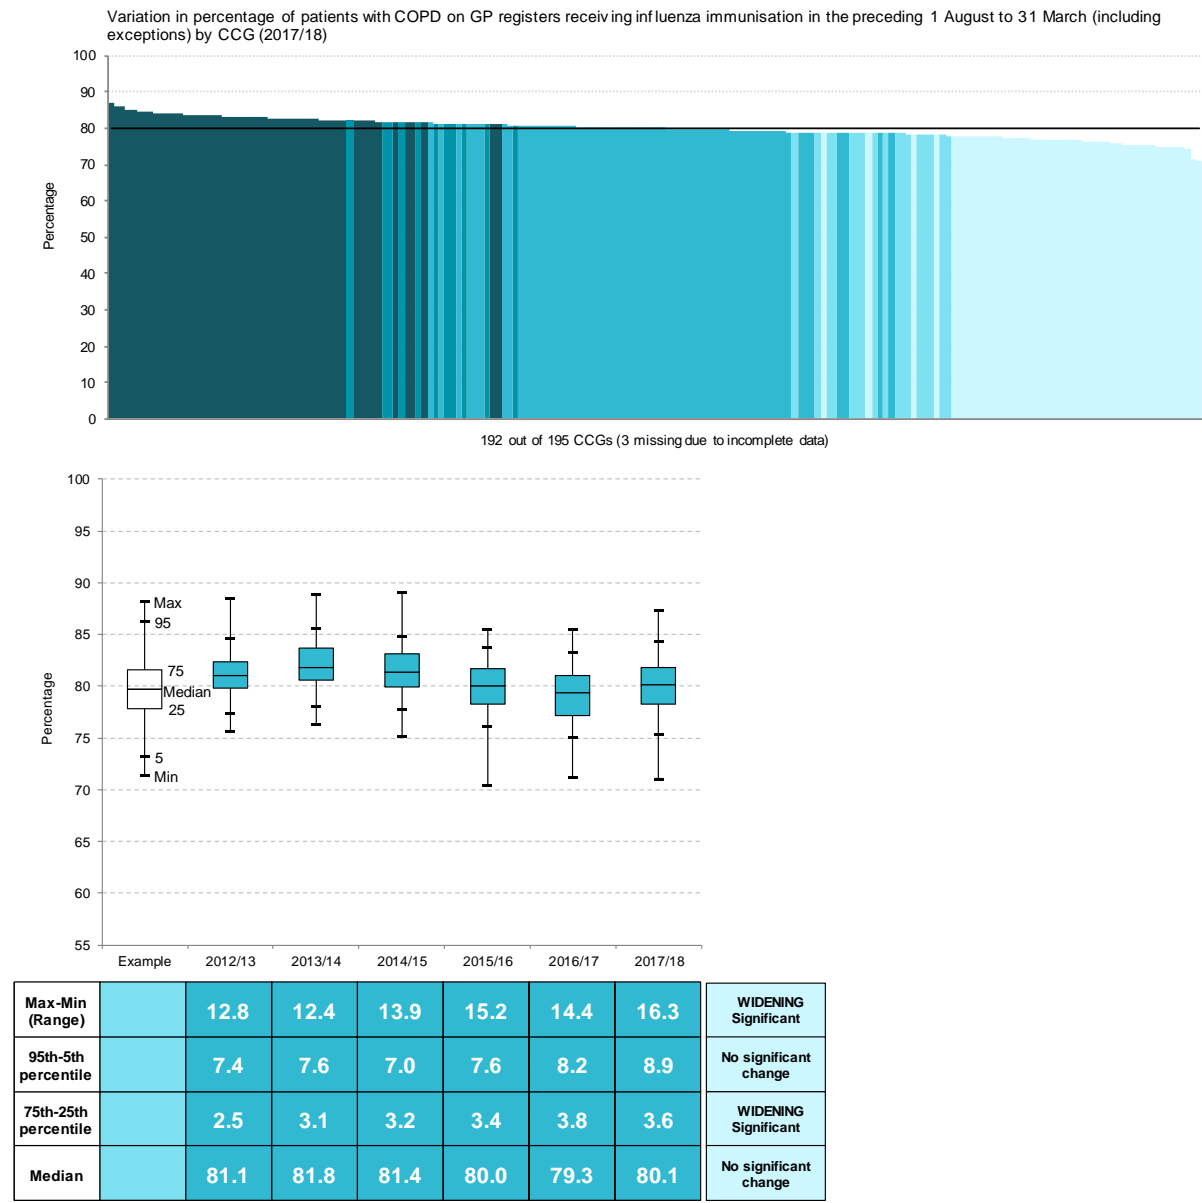 Variation in percentage of patients with COPD on GP registers receiving influenza immunisation in the preceding 1 August to 31 March (including
exceptions) by CCG (2017/18)
100
90
80
70
60
50
40
30
20
10
0
Percentage
192 out of 195 CCGs (3 missing due to incomplete data)
100
95
90
85
80
75
70
65
60
55
Percentage
Max
95
75
Median
25
5
Min
Example 2012/13 2013/14 2014/15 2015/16 2016/17 2017/18
Max-Min
(Range)
12.8 12.4 13.9 15.2 14.4 16.3
WIDENING
Significant
95th-5th
percentile
7.4 7.6 7.0 7.6 8.2 8.9
No significant
change
75th-25th
percentile
2.5 3.1 3.2 3.4 3.8 3.6
WIDENING
Significant
Median
81.1 81.8 81.4 80.0 79.3 80.1
No significant
change